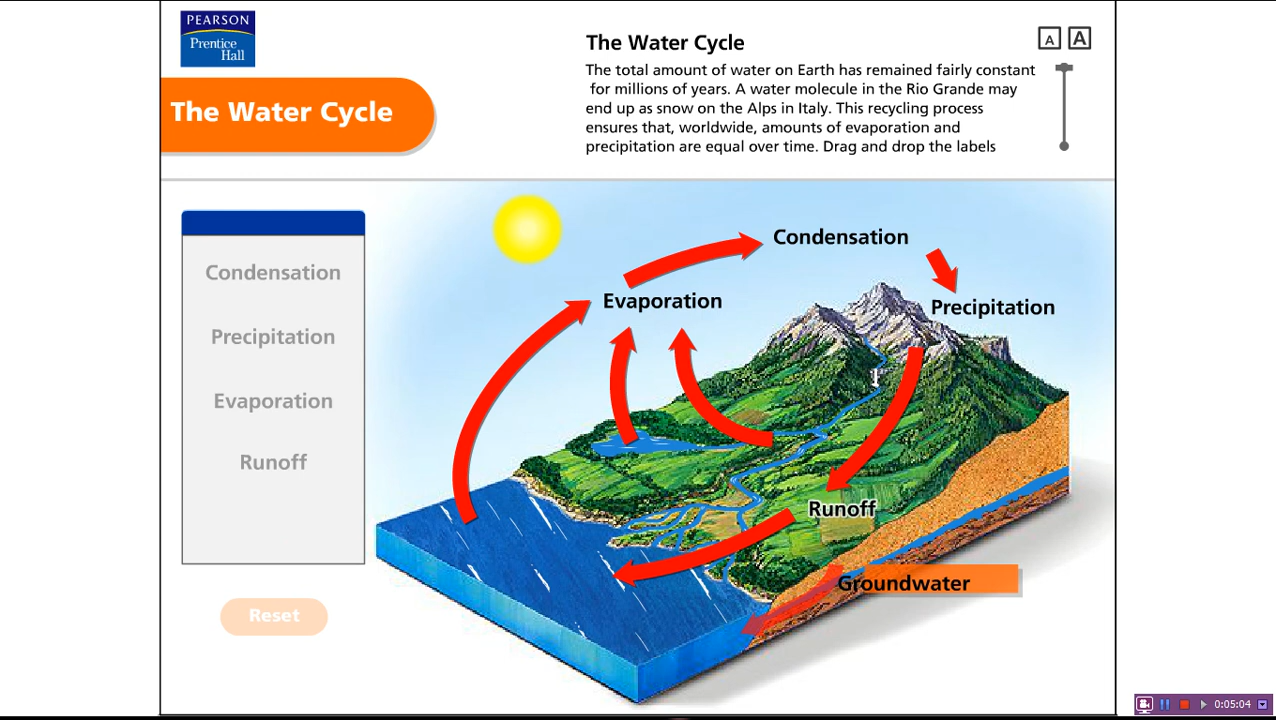 PEARSON
Prentice
Hall
The Water Cycle
The Water Cycle
The total amount of water on Earth has remained fairly constant
for millions of years. A water molecule in the Rio Grande may
end up as snow on the Alps in Italy. This recycling process
ensures that, worldwide, amounts of evaporation and
precipitation are equal over time. Drag and drop the labels
A A
Condensation
Precipitation
Evaporation
Runoff
Reset
Condensation
Evaporation
Precipitation
Runoff
Groundwater
0:05:04